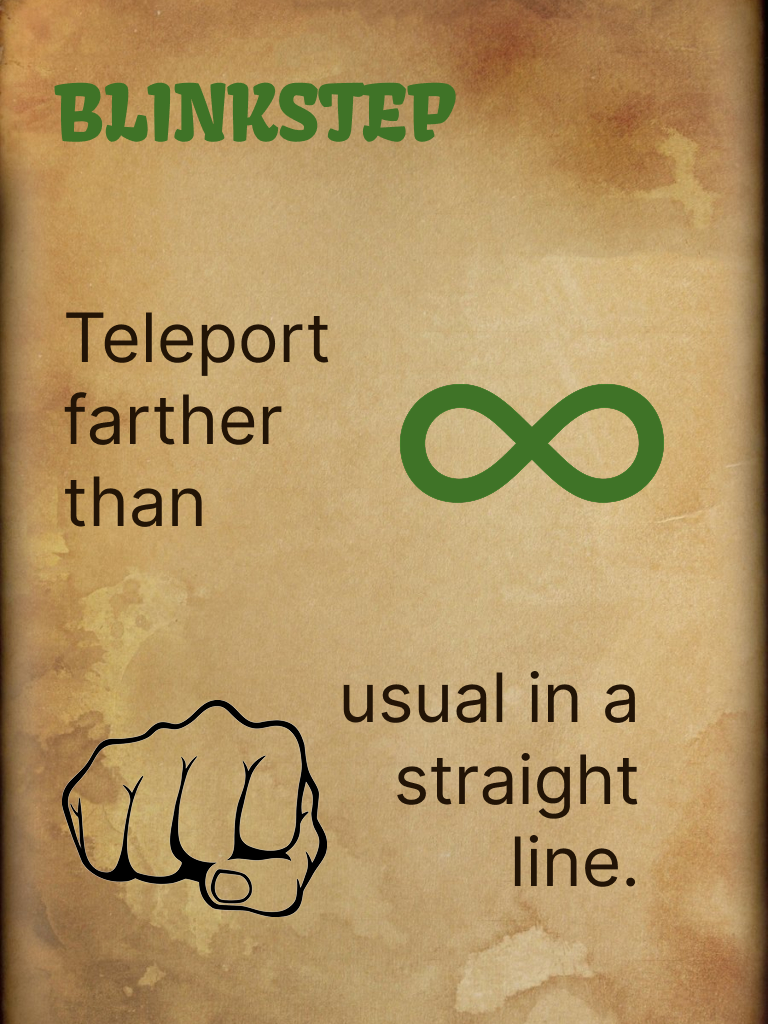 BLINKSTEP
Teleport
farther
than
usual in a
straight
line.